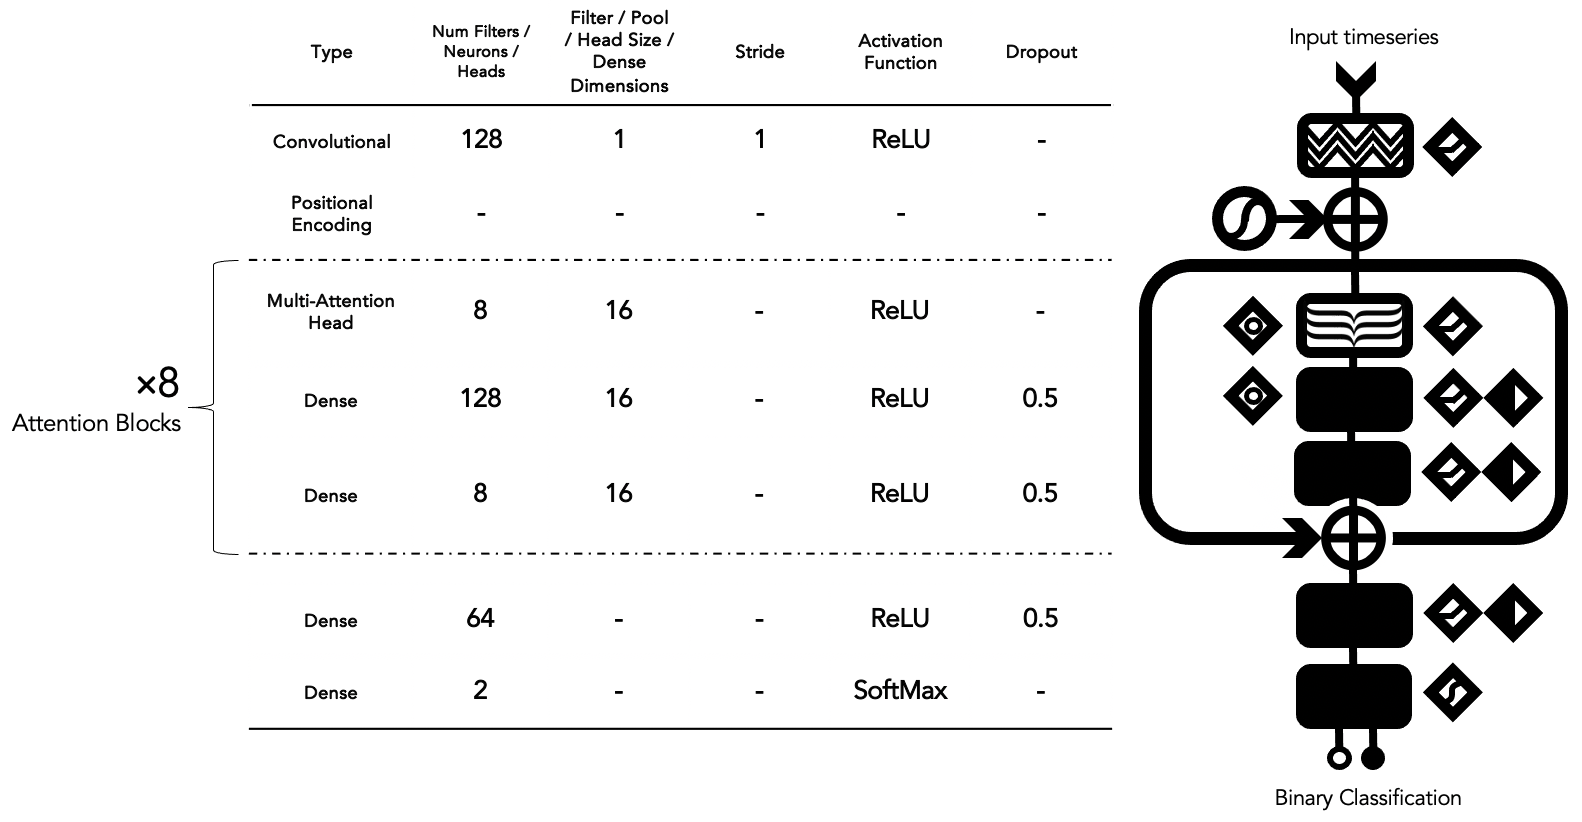 Type
Num Filters /
Neurons /
Heads
Filter / Pool
/ Head Size /
Dense
Dimensions
Stride
Activation
Function
Dropout
Convolutional 128 1 1 ReLU -
Positional
Encoding
- - - - -
Multi-Attention
Head
8 16 - ReLU -
Dense 128 16 - ReLU 0.5
Dense 8 16 - ReLU 0.5
Dense 64 - - ReLU 0.5
Dense 2 - - SoftMax -
×8
Attention Blocks
Input timeseries
Binary Classification